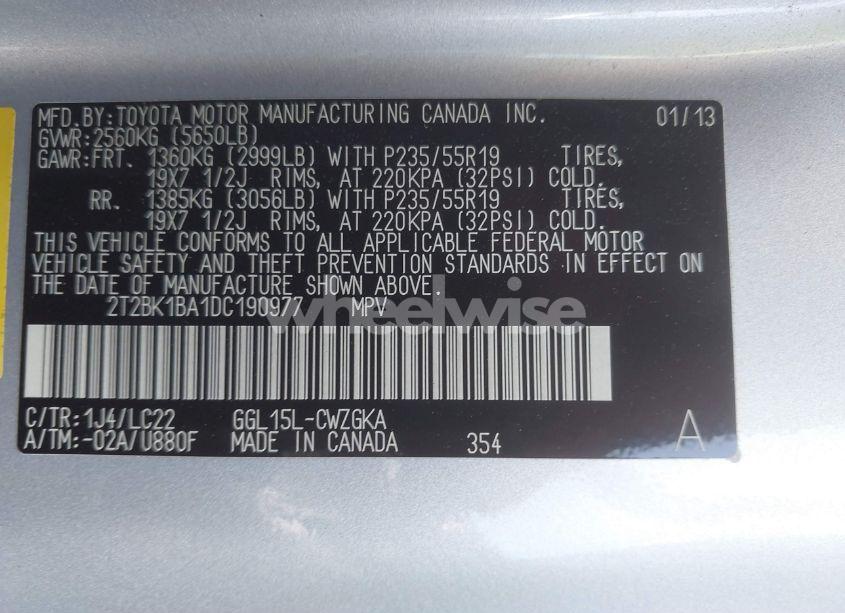 MFD.BY:TOYOTA MOTOR MANUFACTURING CANADA INC. 01/13
GVWR:2560KG (5650LB)
GAWR:FRT. 1360KG (2999LB) WITH P235/55R19 TIRES,
19X7 1/2J RIMS, AT 220KPA (32PSI) COLD.
RR. 1385KG (3056LB) WITH P235/55R19 TIRES,
19X7 1/2J RIMS, AT 220KPA (32PSI) COLD.
THIS VEHICLE CONFORMS TO ALL APPLICABLE FEDERAL MOTOR
VEHICLE SAFETY AND THEFT PREVENTION STANDARDS IN EFFECT ON
THE DATE OF MANUFACTURE SHOWN ABOVE.
2T2BK1BA1DC190977 MPV
wheelwise
C/TR:1J4/LC22 GGL15L-CWZGKA
A/TM:-02A/U880F MADE IN CANADA 354 A